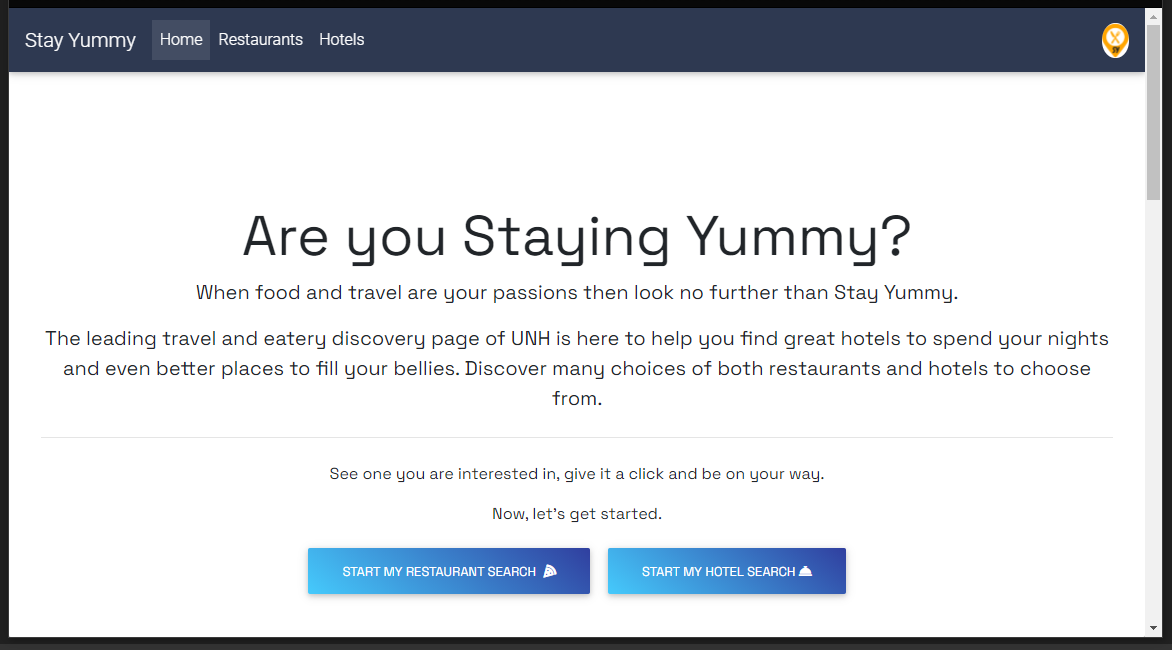 Stay Yummy Home Restaurants Hotels
SY
Are you Staying Yummy?
When food and travel are your passions then look no further than Stay Yummy.
The leading travel and eatery discovery page of UNH is here to help you find great hotels to spend your nights
and even better places to fill your bellies. Discover many choices of both restaurants and hotels to choose
from.
See one you are interested in, give it a click and be on your way.
Now, let's get started.
START MY RESTAURANT SEARCH
START MY HOTEL SEARCH